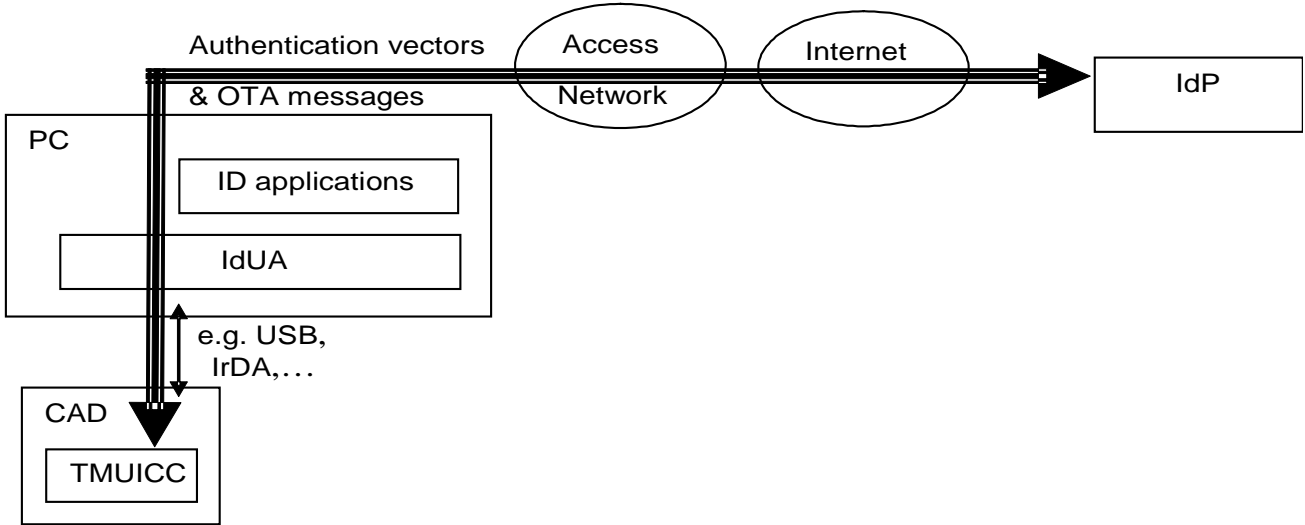 Authentication vectors
& OTA messages
Access
Network
Internet
IdP
PC
ID applications
IdUA
e.g. USB,
IrDA,…
CAD
TMUICC